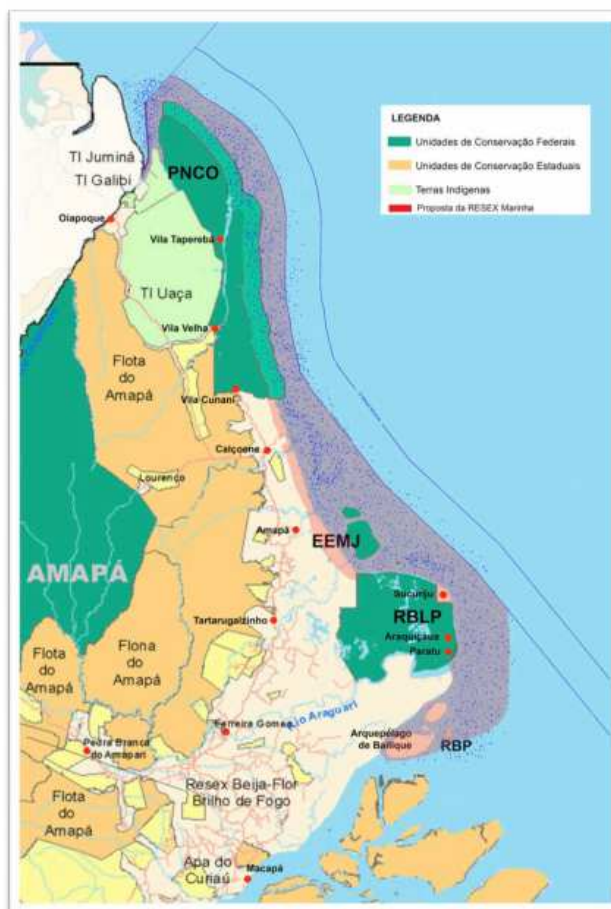 LEGENDA
Unidades de Conservação Federais
Unidades de Conservação Estaduais
Terras Indígenas
Proposta da RESEX Marinha
TI Juminá
TI Galibi
PNCO
Oiapoque
Vila Taperebá
TI Uaça
Vila Velha
Flota
do
Amapá
Vila Cunani
Calçoene
Lourenço
Amapá
EEMJ
AMAPÁ
Sucuriju
RBLP
Tartarugalzinho
Araquiçaua
Paratu
Flota
do
Amapá
Flona
do
Amapá
Rio Araguari
Ferreira Gomes
Arquepélago
de Bailique
RBP
Pedra Branca
do Amapari
Resex Beija-Flor
Brilho de Fogo
Flota
do
Amapá
Apa do
Curiaú
Macapá